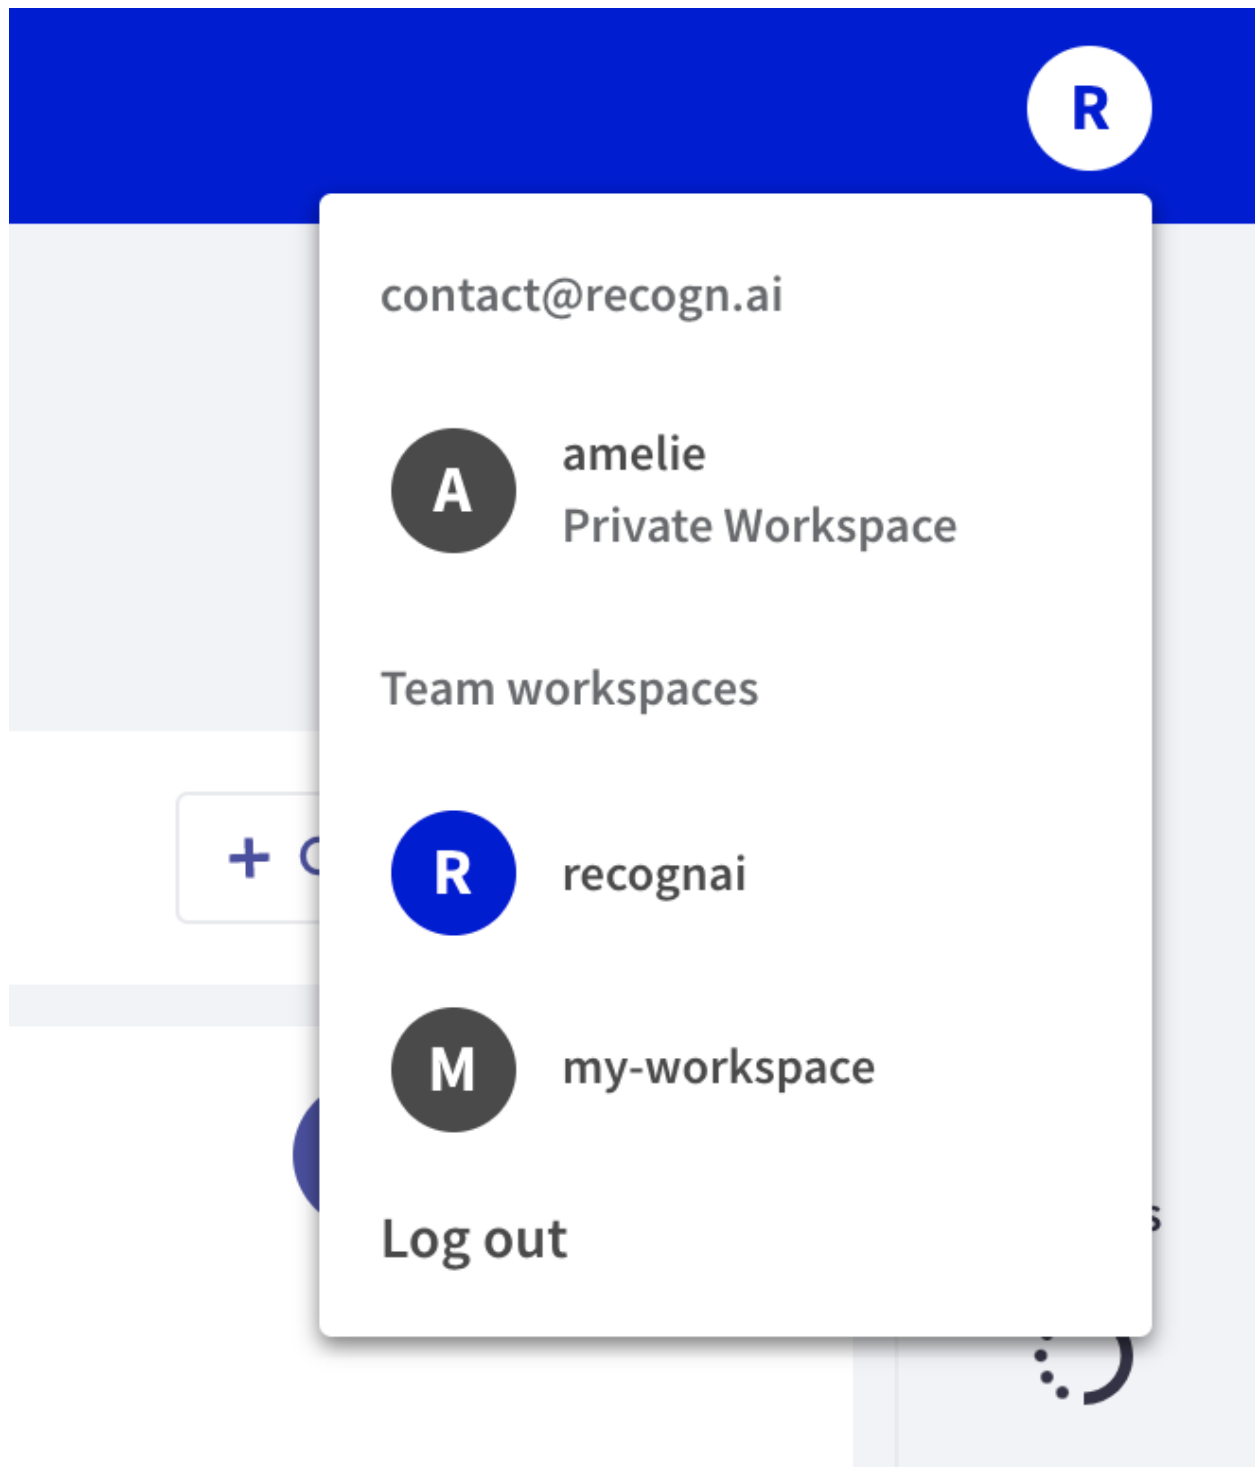 R
contact@recogn.ai
A
amelie
Private Workspace
Team workspaces
+
R
recognai
M
my-workspace
Log out